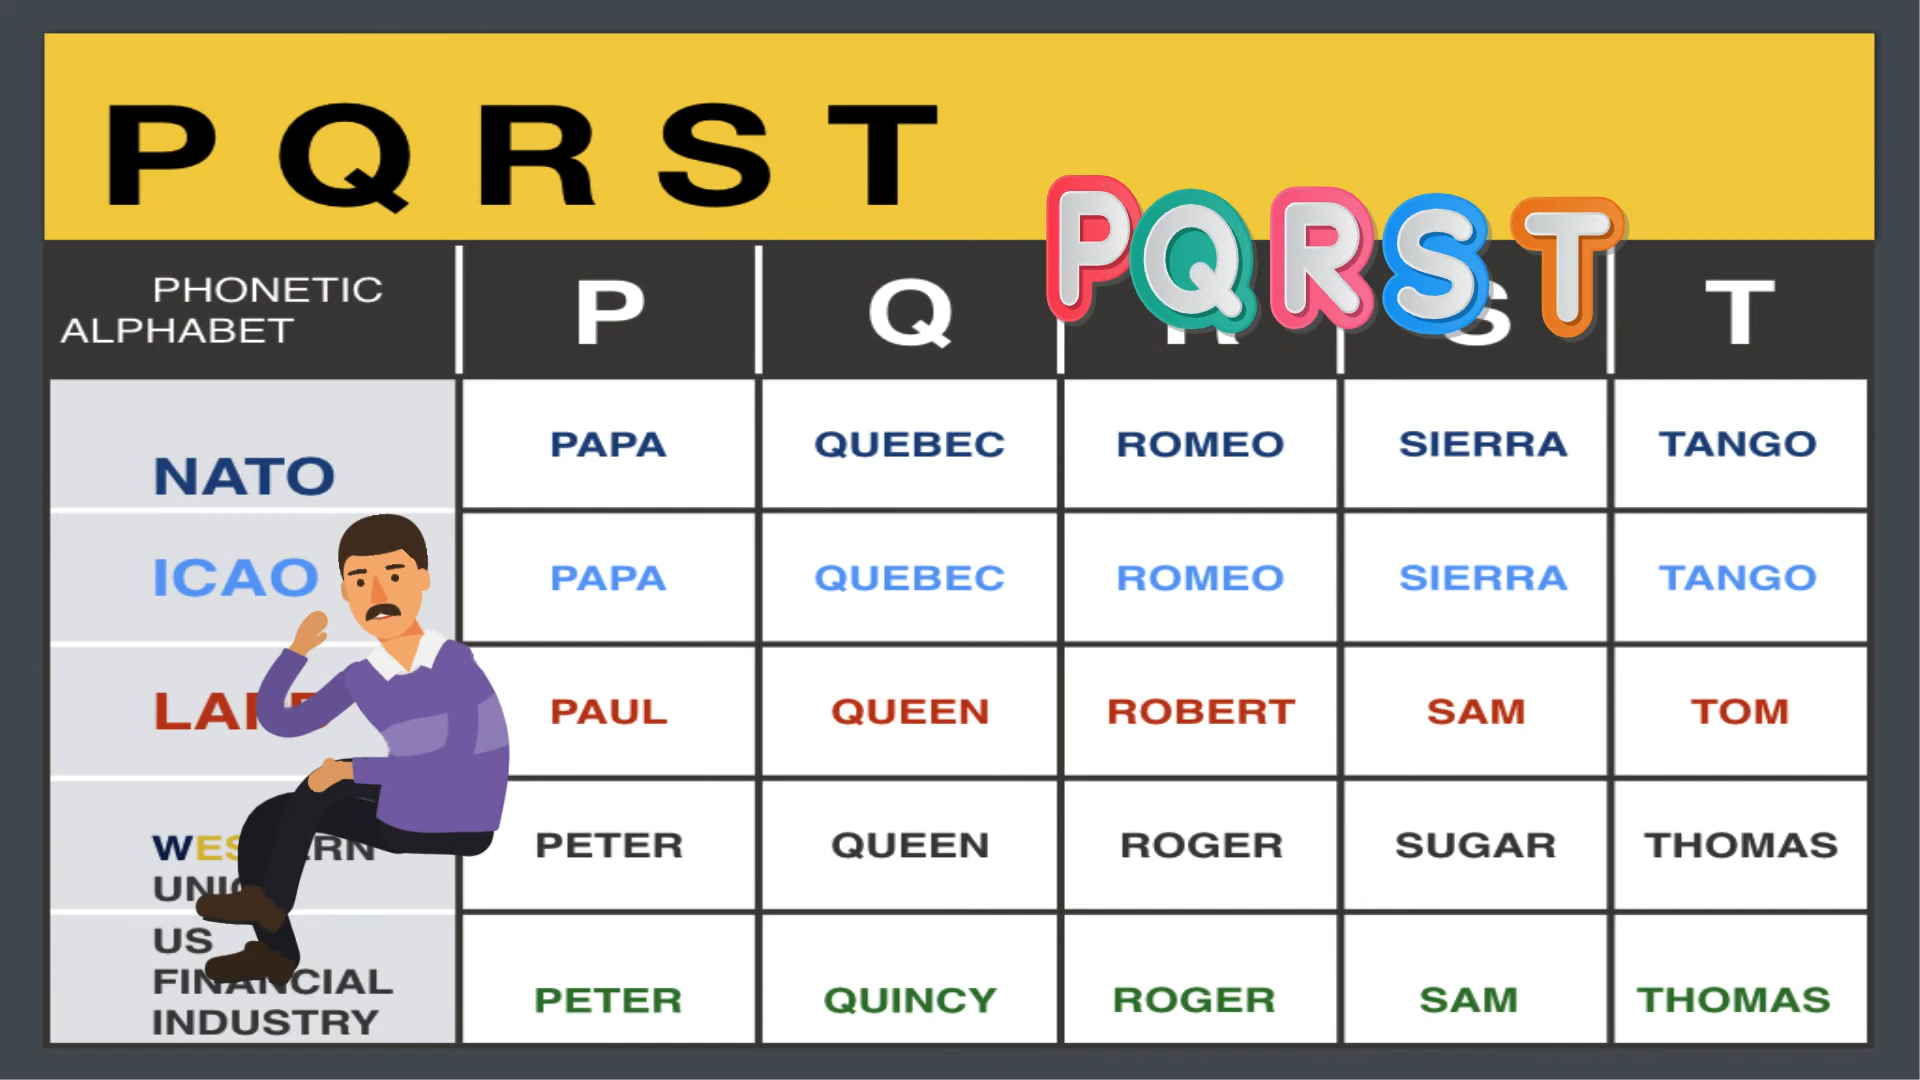 P Q R S T
PQRST
PHONETIC
ALPHABET
P Q T
NATO PAPA QUEBEC ROMEO SIERRA TANGO
ICAO PAPA QUEBEC ROMEO SIERRA TANGO
PAUL QUEEN ROBERT SAM TOM
PETER QUEEN ROGER SUGAR THOMAS
US
FINANCIAL
INDUSTRY
PETER QUINCY ROGER SAM THOMAS